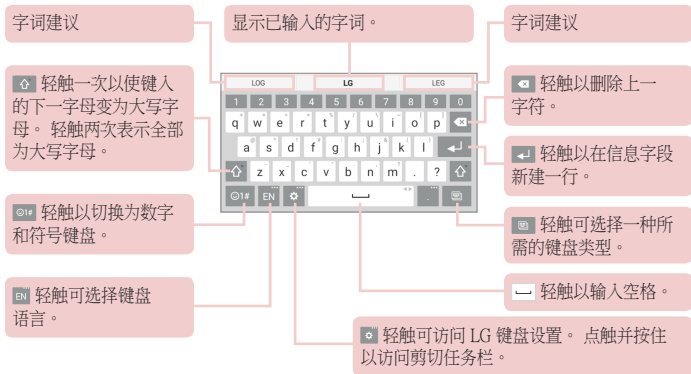 字词建议
显示已输入的字词。
字词建议
轻触一次以使键入
的下一字母变为大写字
母。 轻触两次表示全部
为大写字母。
轻触以删除上一
字符。
轻触以在信息字段
新建一行。
LOG LG LEG
1 2 3 4 5 6 7 8 9 0
q w e r t y u i o p
a s d f g h j k l
z x c v b n m . ?
☺1# EN .
☺1# 轻触以切换为数字
和符号键盘。
轻触可选择一种所
需的键盘类型。
EN 轻触可选择键盘
语言。
轻触以输入空格。
轻触可访问 LG 键盘设置。 点触并按住
以访问剪切任务栏。